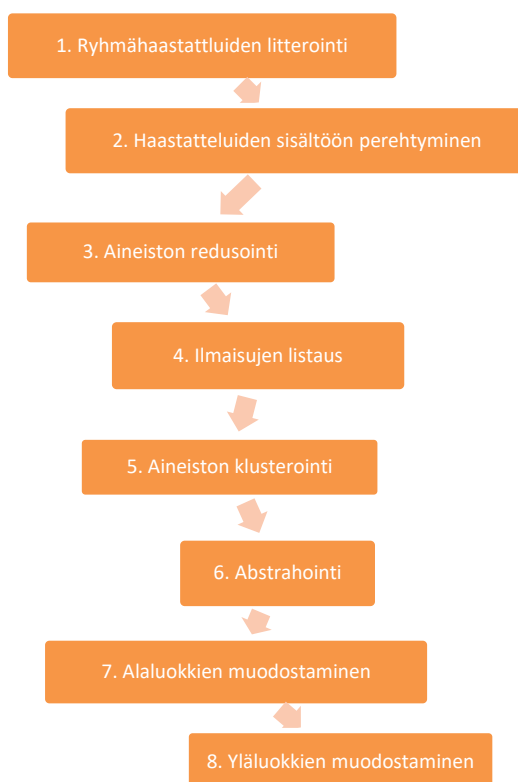 1. Ryhmähaastattluiden litterointi
2. Haastatteluiden sisältöön perehtyminen
3. Aineiston redusointi
4. Ilmaisujen listaus
5. Aineiston klusterointi
6. Abstrahointi
7. Alaluokkien muodostaminen
8. Yläluokkien muodostaminen